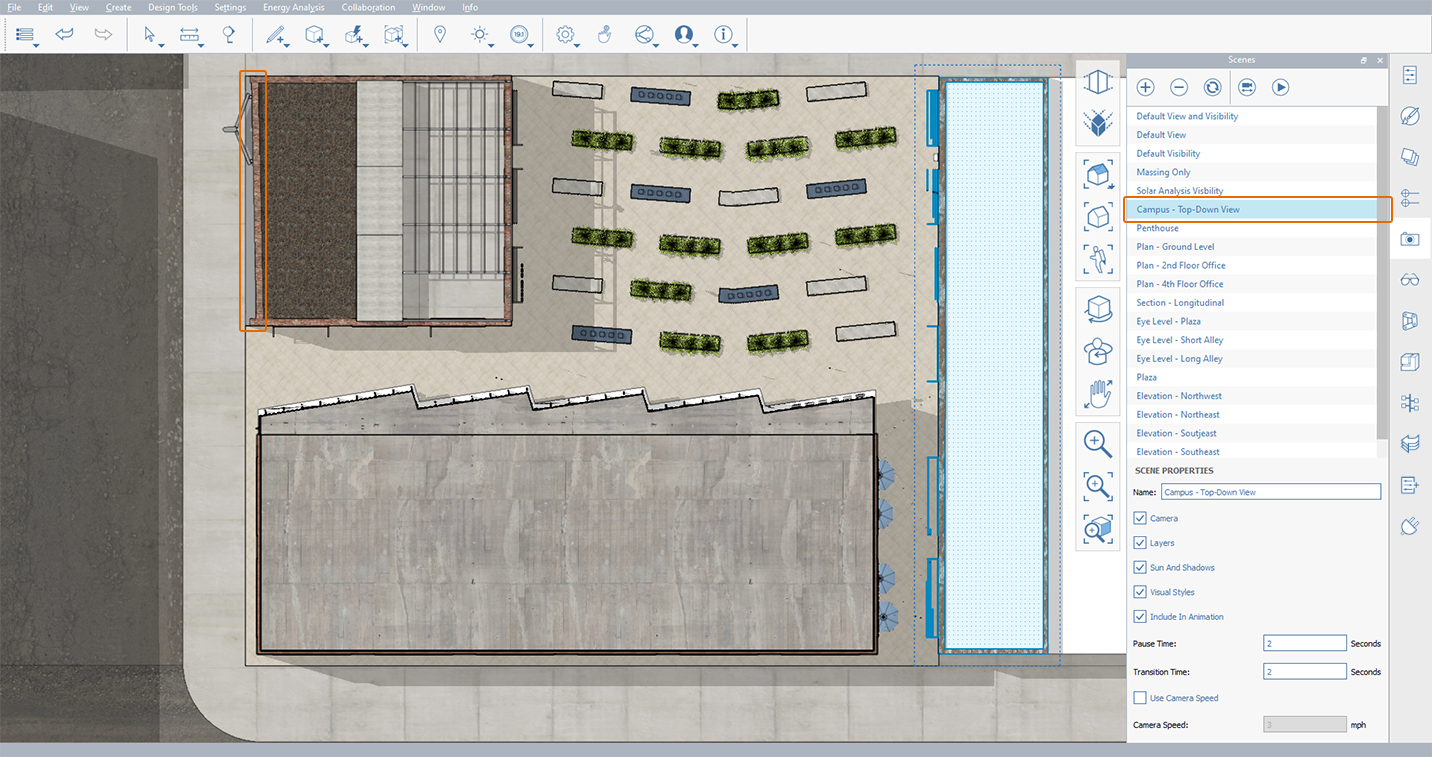 File Edit View Create Design Tools Settings Energy Analysis Collaboration Window Info
19.1
Scenes
Default View and Visibility
Default View
Default Visibility
Massing Only
Solar Analysis Visbility
Campus - Top-Down View
Penthouse
Plan - Ground Level
Plan - 2nd Floor Office
Plan - 4th Floor Office
Section - Longitudinal
Eye Level - Plaza
Eye Level - Short Alley
Eye Level - Long Alley
Plaza
Elevation - Northwest
Elevation - Northeast
Elevation - Soutjeast
Elevation - Southeast
SCENE PROPERTIES
Name: Campus - Top-Down View
Camera
Layers
Sun And Shadows
Visual Styles
Include In Animation
Pause Time: 2 Seconds
Transition Time: 2 Seconds
Use Camera Speed
Camera Speed: 3 mph